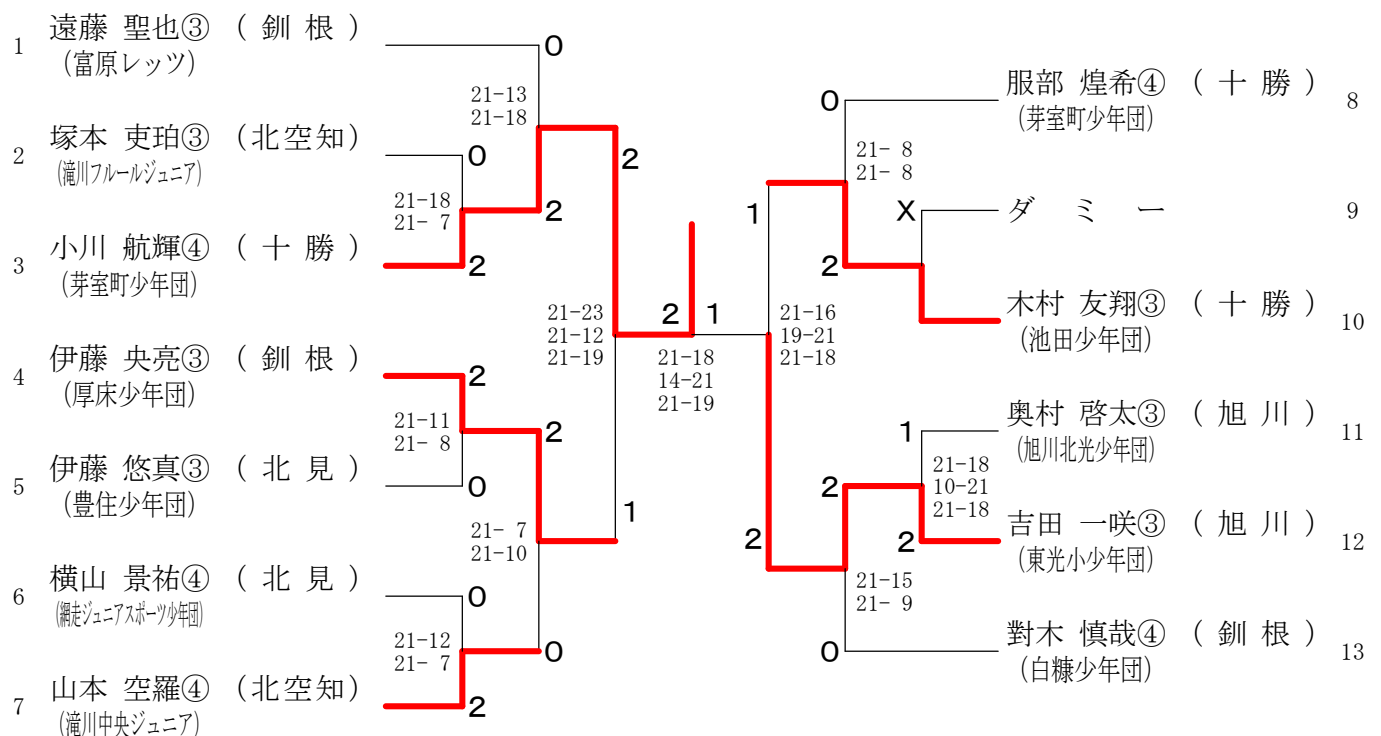 1 遠藤 聖也③ （ 釧 根 ）
(富原レッツ)
2 塚本 吏珀③ （北空知）
(滝川フルールジュニア)
3 小川 航輝④ （ 十 勝 ）
(芽室町少年団)
4 伊藤 央亮③ （ 釧 根 ）
(厚床少年団)
5 伊藤 悠真③ （ 北 見 ）
(豊住少年団)
6 横山 景祐④ （ 北 見 ）
(網走ジュニアスポーツ少年団)
7 山本 空羅④ （北空知）
(滝川中央ジュニア)
0
21-13
21-18
0
21-18
21- 7
2
2
2
21-11
21- 8
0
2
21- 7
21-10
0
21-12
21- 7
2
0
2
21-23
21-12
21-19
1
2 1
21-18
14-21
21-19
1
21-16
19-21
21-18
2
0
21- 8
21- 8
2
X
1
21-18
10-21
21-18
2
2
21-15
21- 9
0
服部 煌希④ （ 十 勝 ） 8
(芽室町少年団)
ダ ミ ー 9
木村 友翔③ （ 十 勝 ） 10
(池田少年団)
奥村 啓太③ （ 旭 川 ） 11
(旭川北光少年団)
吉田 一咲③ （ 旭 川 ） 12
(東光小少年団)
對木 慎哉④ （ 釧 根 ） 13
(白糠少年団)